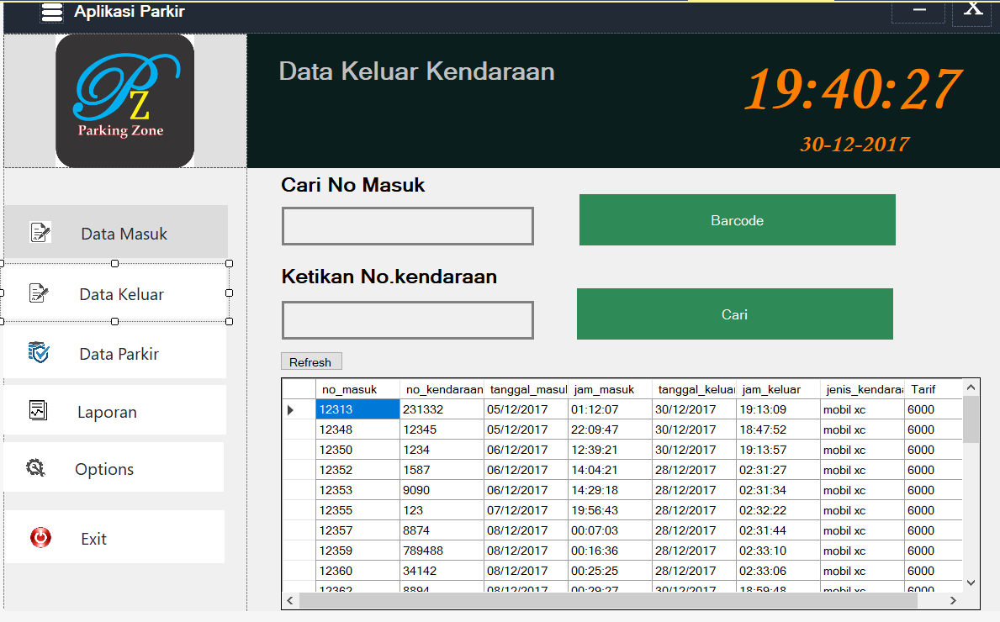 Aplikasi Parkir
PZ
Parking Zone
Data Keluar Kendaraan
19:40:27
30-12-2017
Data Masuk
Data Keluar
Data Parkir
Laporan
Options
Exit
Cari No Masuk
Barcode
Ketikan No.kendaraan
Cari
Refresh
no_masuk no_kendaraan tanggal_masul jam_masuk tanggal_keluar jam_keluar jenis_kendaraa Tarif
12313 231332 05/12/2017 01:12:07 30/12/2017 19:13:09 mobil xc 6000
12348 12345 05/12/2017 22:09:47 30/12/2017 18:47:52 mobil xc 6000
12350 1234 06/12/2017 12:39:21 30/12/2017 19:13:57 mobil xc 6000
12352 1587 06/12/2017 14:04:21 28/12/2017 02:31:27 mobil xc 6000
12353 9090 06/12/2017 14:29:18 28/12/2017 02:31:34 mobil xc 6000
12355 123 07/12/2017 19:56:43 28/12/2017 02:32:22 mobil xc 6000
12357 8874 08/12/2017 00:07:03 28/12/2017 02:31:44 mobil xc 6000
12359 789488 08/12/2017 00:16:36 28/12/2017 02:33:10 mobil xc 6000
12360 34142 08/12/2017 00:25:25 28/12/2017 02:33:06 mobil xc 6000
12362 8894 08/12/2017 00:29:27 30/12/2017 18:59:48 mobil xc 6000